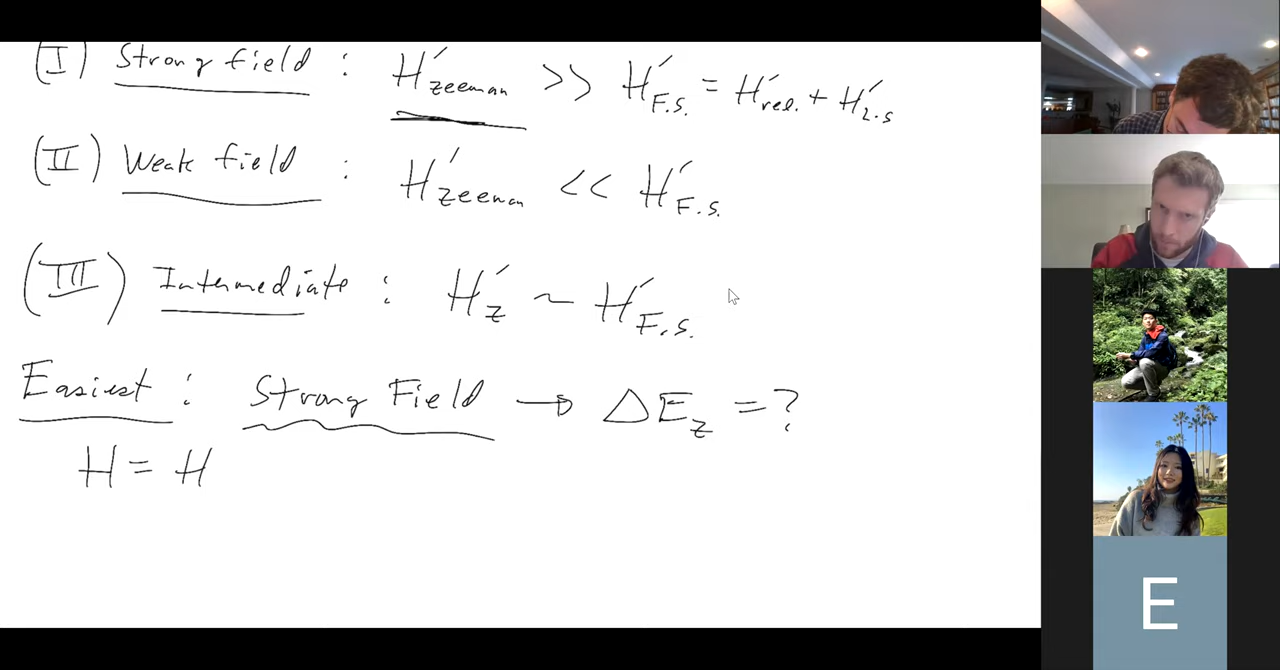 (I) Strong field : H'zeeman >> H'F.s. = H'rel. + H'L.s
(II) Weak field : H'zeeman << H'F.s.
(III) Intermediate : H'z ~ H'F.s.
Easiest : Strong Field → ΔEz = ?
H = H
E